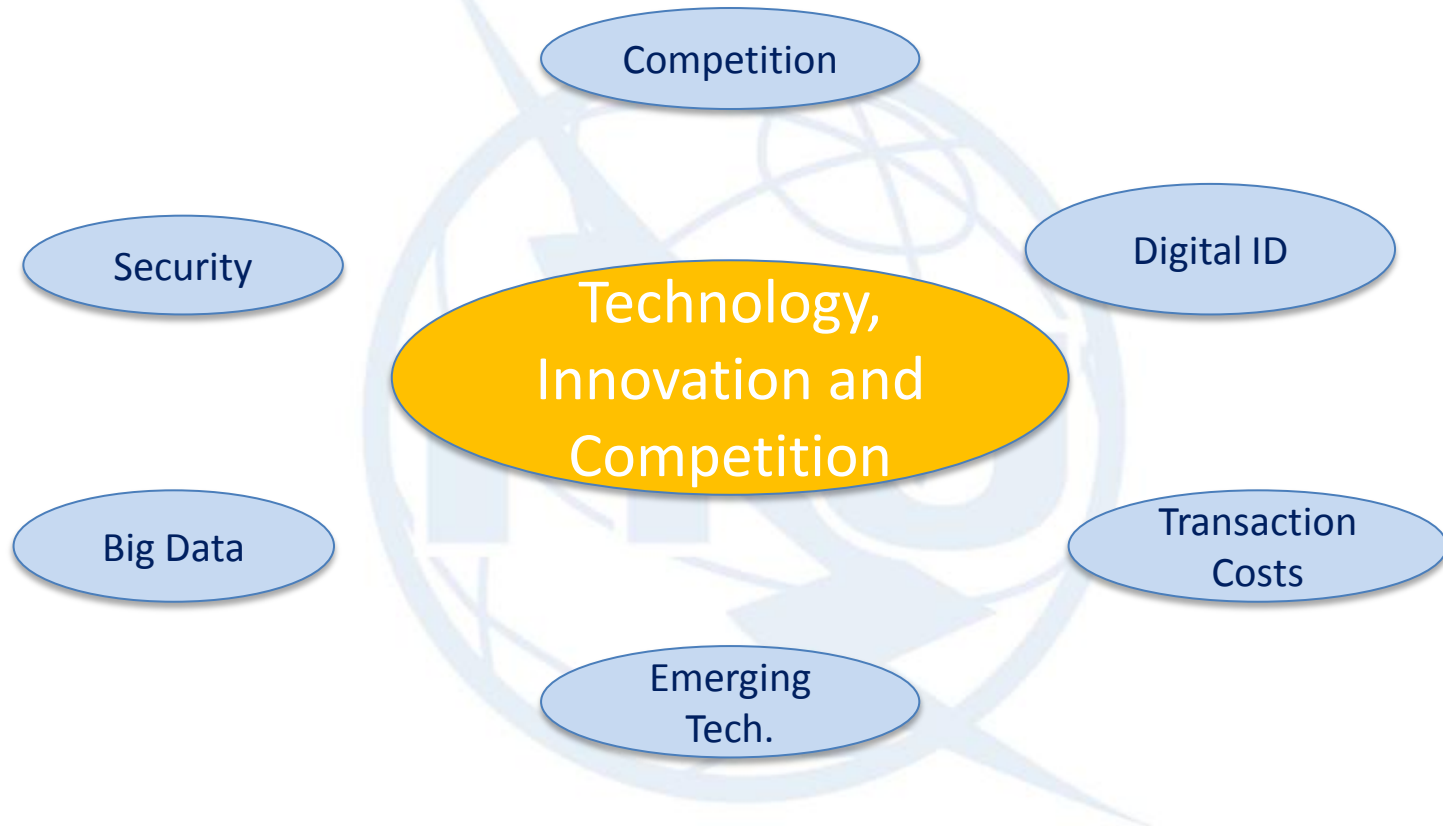 Competition
Security
Digital ID
Technology,
Innovation and
Competition
Big Data
Transaction
Costs
Emerging
Tech.